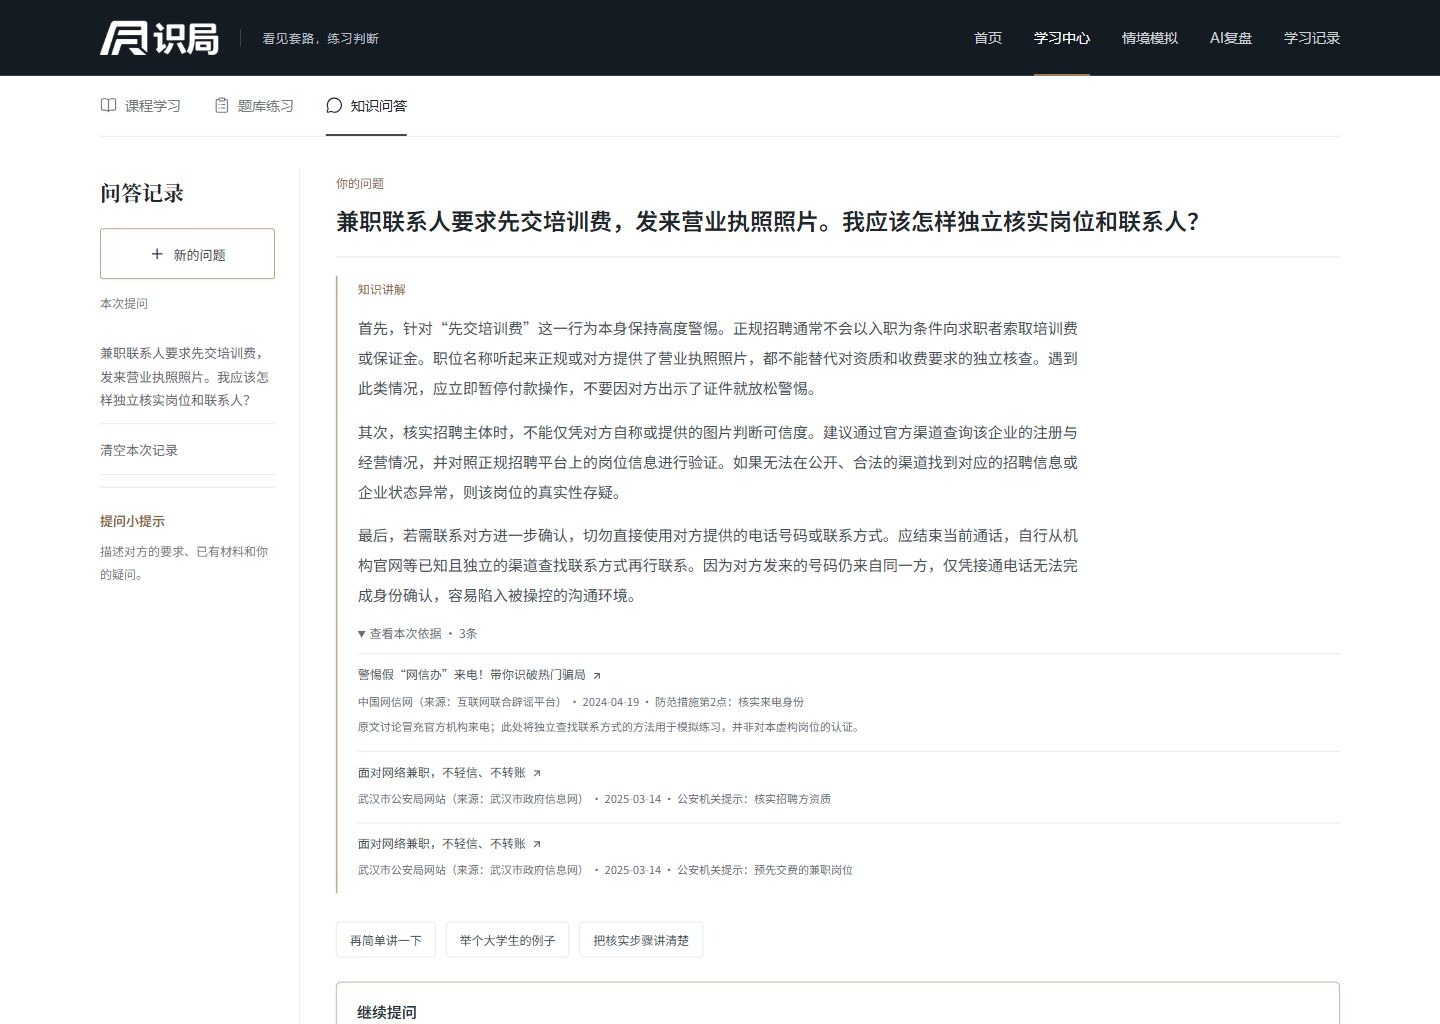 识局
看见套路，练习判断
首页
学习中心
情境模拟
AI复盘
学习记录
课程学习
题库练习
知识问答
问答记录
新的问题
本次提问
兼职联系人要求先交培训费，
发来营业执照照片。我应该怎
样独立核实岗位和联系人？
清空本次记录
提问小提示
描述对方的要求、已有材料和你
的疑问。
你的问题
兼职联系人要求先交培训费，发来营业执照照片。我应该怎样独立核实岗位和联系人？
知识讲解
首先，针对“先交培训费”这一行为本身保持高度警惕。正规招聘通常不会以入职为条件向求职者索取培训费
或保证金。职位名称听起来正规或对方提供了营业执照照片，都不能替代对资质和收费要求的独立核查。遇到
此类情况，应立即暂停付款操作，不要因对方出示了证件就放松警惕。
其次，核实招聘主体时，不能仅凭对方自称或提供的图片判断可信度。建议通过官方渠道查询该企业的注册与
经营情况，并对照正规招聘平台上的岗位信息进行验证。如果无法在公开、合法的渠道找到对应的招聘信息或
企业状态异常，则该岗位的真实性存疑。
最后，若需联系对方进一步确认，切勿直接使用对方提供的电话号码或联系方式。应结束当前通话，自行从机
构官网等已知且独立的渠道查找联系方式再行联系。因为对方发来的号码仍来自同一方，仅凭接通电话无法完
成身份确认，容易陷入被操控的沟通环境。
▼ 查看本次依据 · 3条
警惕假“网信办”来电！带你识破热门骗局 ↗
中国网信网（来源：互联网联合辟谣平台） · 2024-04-19 · 防范措施第2点：核实来电身份
原文讨论冒充官方机构来电；此处将独立查找联系方式的方法用于模拟练习，并非对本虚构岗位的认证。
面对网络兼职，不轻信、不转账 ↗
武汉市公安局网站（来源：武汉市政府信息网） · 2025-03-14 · 公安机关提示：核实招聘方资质
面对网络兼职，不轻信、不转账 ↗
武汉市公安局网站（来源：武汉市政府信息网） · 2025-03-14 · 公安机关提示：预先交费的兼职岗位
再简单讲一下
举个大学生的例子
把核实步骤讲清楚
继续提问